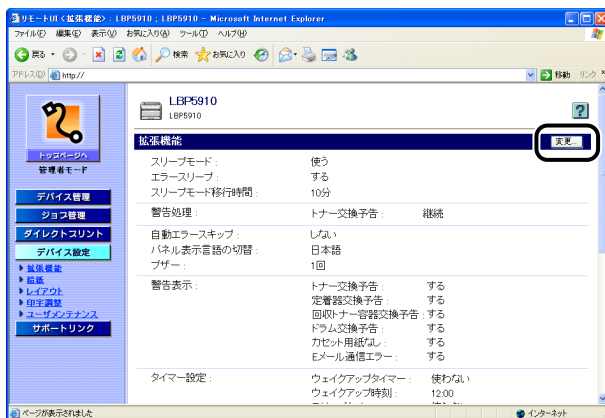 リモートUI <拡張機能> : LBP5910 ; LBP5910 - Microsoft Internet Explorer
ファイル(F) 編集(E) 表示(V) お気に入り(A) ツール(T) ヘルプ(H)
戻る 検索 お気に入り
アドレス(D) http:// 移動 リンク
LBP5910
LBP5910
トップページへ
管理者モード
デバイス管理
ジョブ管理
ダイレクトプリント
デバイス設定
拡張機能
給紙
レイアウト
印字調整
ユーザメンテナンス
サポートリンク
拡張機能 変更...
スリープモード : 使う
エラースリープ : する
スリープモード移行時間 : 10分
警告処理 : トナー交換予告 : 継続
自動エラースキップ : しない
パネル表示言語の切替 : 日本語
ブザー : 1回
警告表示 : トナー交換予告 : する
定着器交換予告 : する
回収トナー容器交換予告 : する
ドラム交換予告 : する
カセット用紙なし : する
Eメール通信エラー : する
タイマー設定 : ウェイクアップタイマー : 使わない
ウェイクアップ時刻 : 12:00
ページが表示されました インターネット